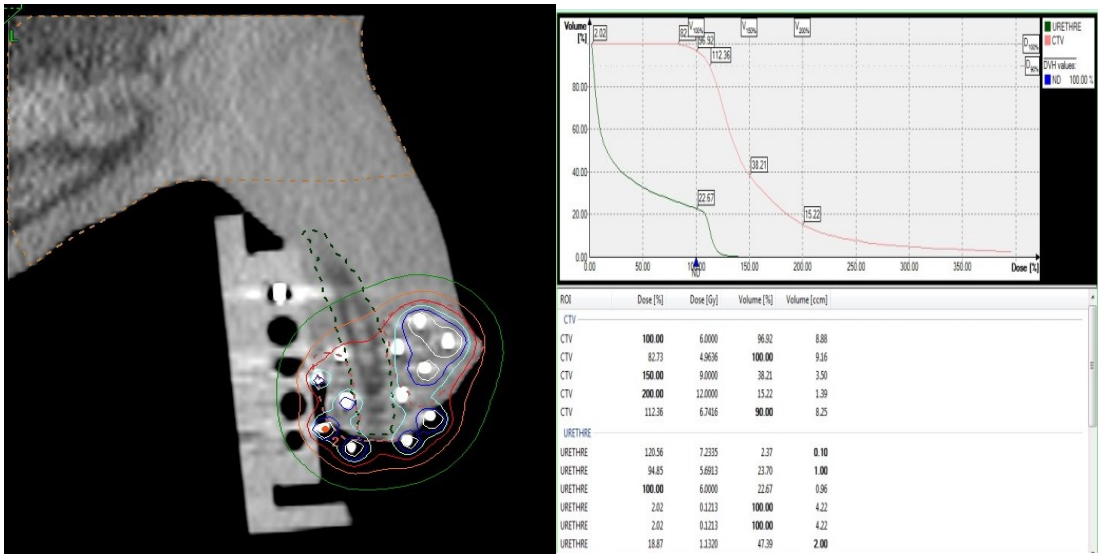 L
2
Volume [%]
2.02
82
V100%
96.92
V150%
V200%
112.36
D100%
D90%
URETHRE
CTV
DVH values:
ND 100.00 %
80.00
60.00
40.00
38.21
22.67
20.00
15.22
0.00
0.00 50.00 100.00 150.00 200.00 250.00 300.00 350.00 Dose [%]
ND
ROI Dose [%] Dose [Gy] Volume [%] Volume [ccm]
CTV
CTV 100.00 6.0000 96.92 8.88
CTV 82.73 4.9636 100.00 9.16
CTV 150.00 9.0000 38.21 3.50
CTV 200.00 12.0000 15.22 1.39
CTV 112.36 6.7416 90.00 8.25
URETHRE
URETHRE 120.56 7.2335 2.37 0.10
URETHRE 94.85 5.6913 23.70 1.00
URETHRE 100.00 6.0000 22.67 0.96
URETHRE 2.02 0.1213 100.00 4.22
URETHRE 2.02 0.1213 100.00 4.22
URETHRE 18.87 1.1320 47.39 2.00